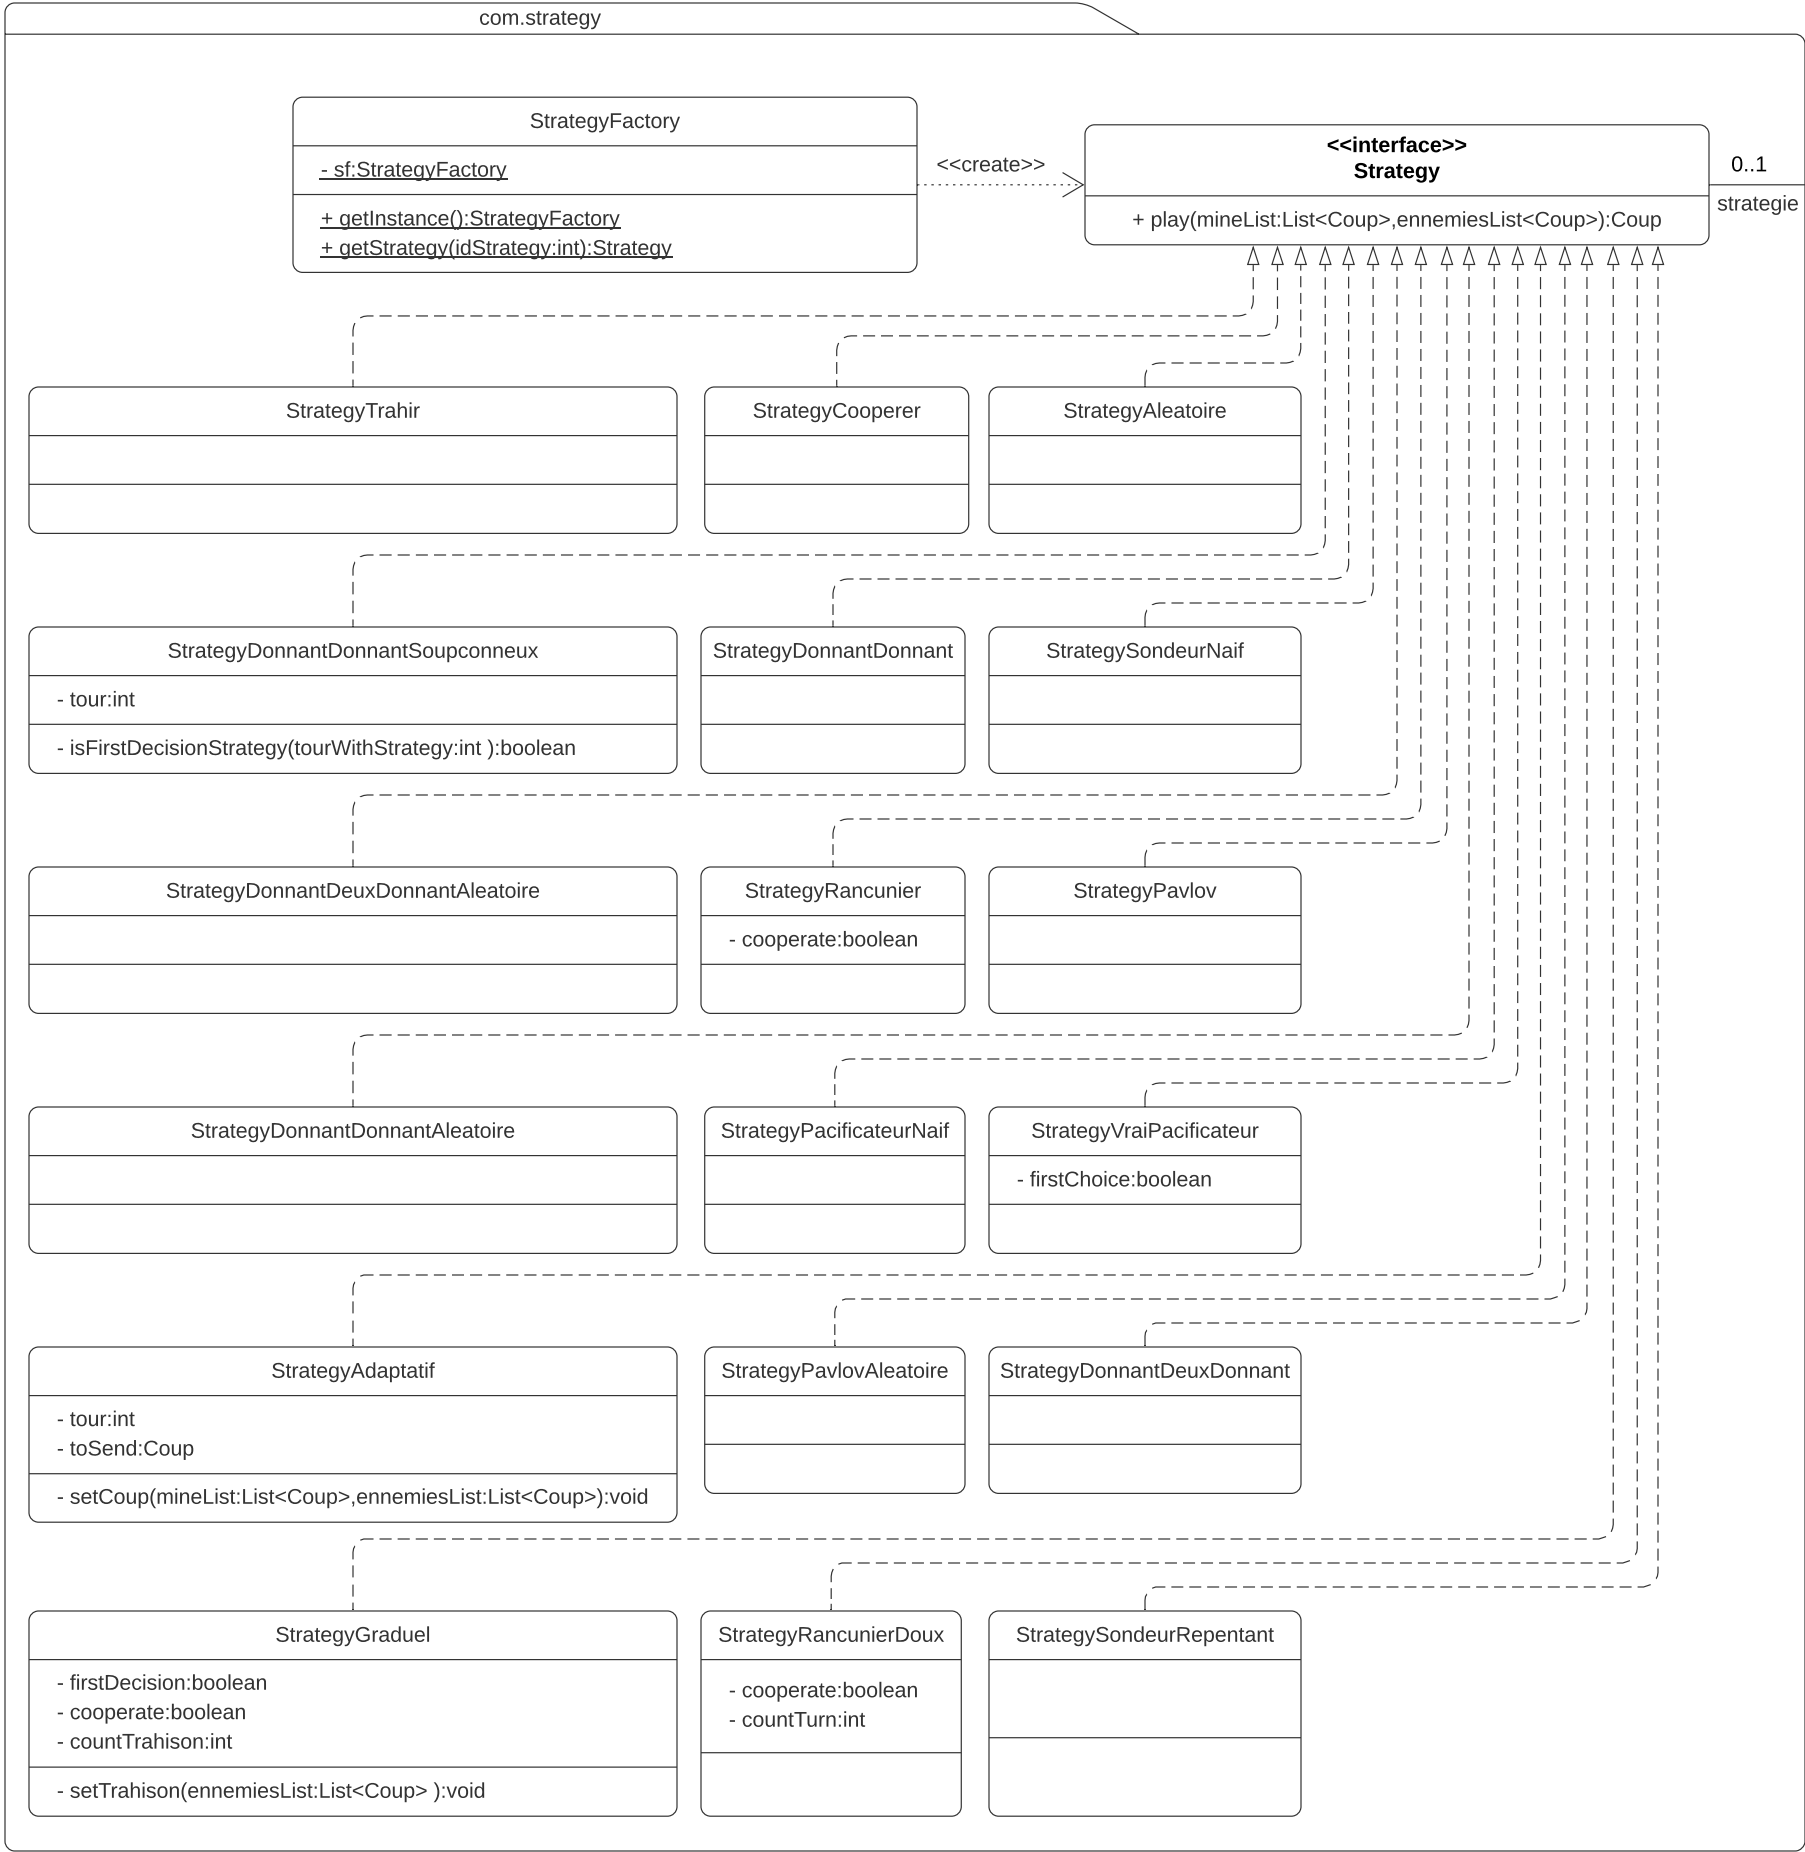 com.strategy
StrategyFactory
- sf:StrategyFactory
+ getInstance():StrategyFactory
+ getStrategy(idStrategy:int):Strategy
<<create>>
<<interface>>
Strategy
+ play(mineList:List<Coup>,ennemiesList<Coup>):Coup
0..1
strategie
StrategyTrahir
StrategyCooperer
StrategyAleatoire
StrategyDonnantDonnantSoupconneux
- tour:int
- isFirstDecisionStrategy(tourWithStrategy:int ):boolean
StrategyDonnantDonnant
StrategySondeurNaif
StrategyDonnantDeuxDonnantAleatoire
StrategyRancunier
- cooperate:boolean
StrategyPavlov
StrategyDonnantDonnantAleatoire
StrategyPacificateurNaif
StrategyVraiPacificateur
- firstChoice:boolean
StrategyAdaptatif
- tour:int
- toSend:Coup
- setCoup(mineList:List<Coup>,ennemiesList:List<Coup>):void
StrategyPavlovAleatoire
StrategyDonnantDeuxDonnant
StrategyGraduel
- firstDecision:boolean
- cooperate:boolean
- countTrahison:int
- setTrahison(ennemiesList:List<Coup> ):void
StrategyRancunierDoux
- cooperate:boolean
- countTurn:int
StrategySondeurRepentant